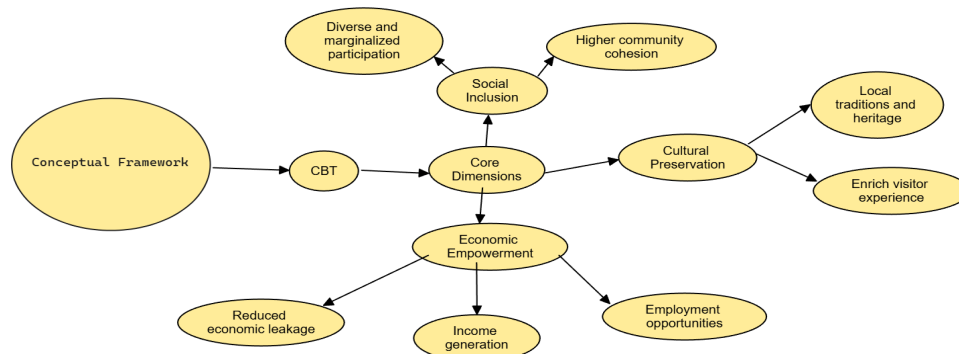 Diverse and
marginalized
participation
Higher community
cohesion
Social
Inclusion
Local
traditions and
heritage
Conceptual Framework
CBT
Core
Dimensions
Cultural
Preservation
Enrich visitor
experience
Economic
Empowerment
Reduced
economic leakage
Income
generation
Employment
opportunities